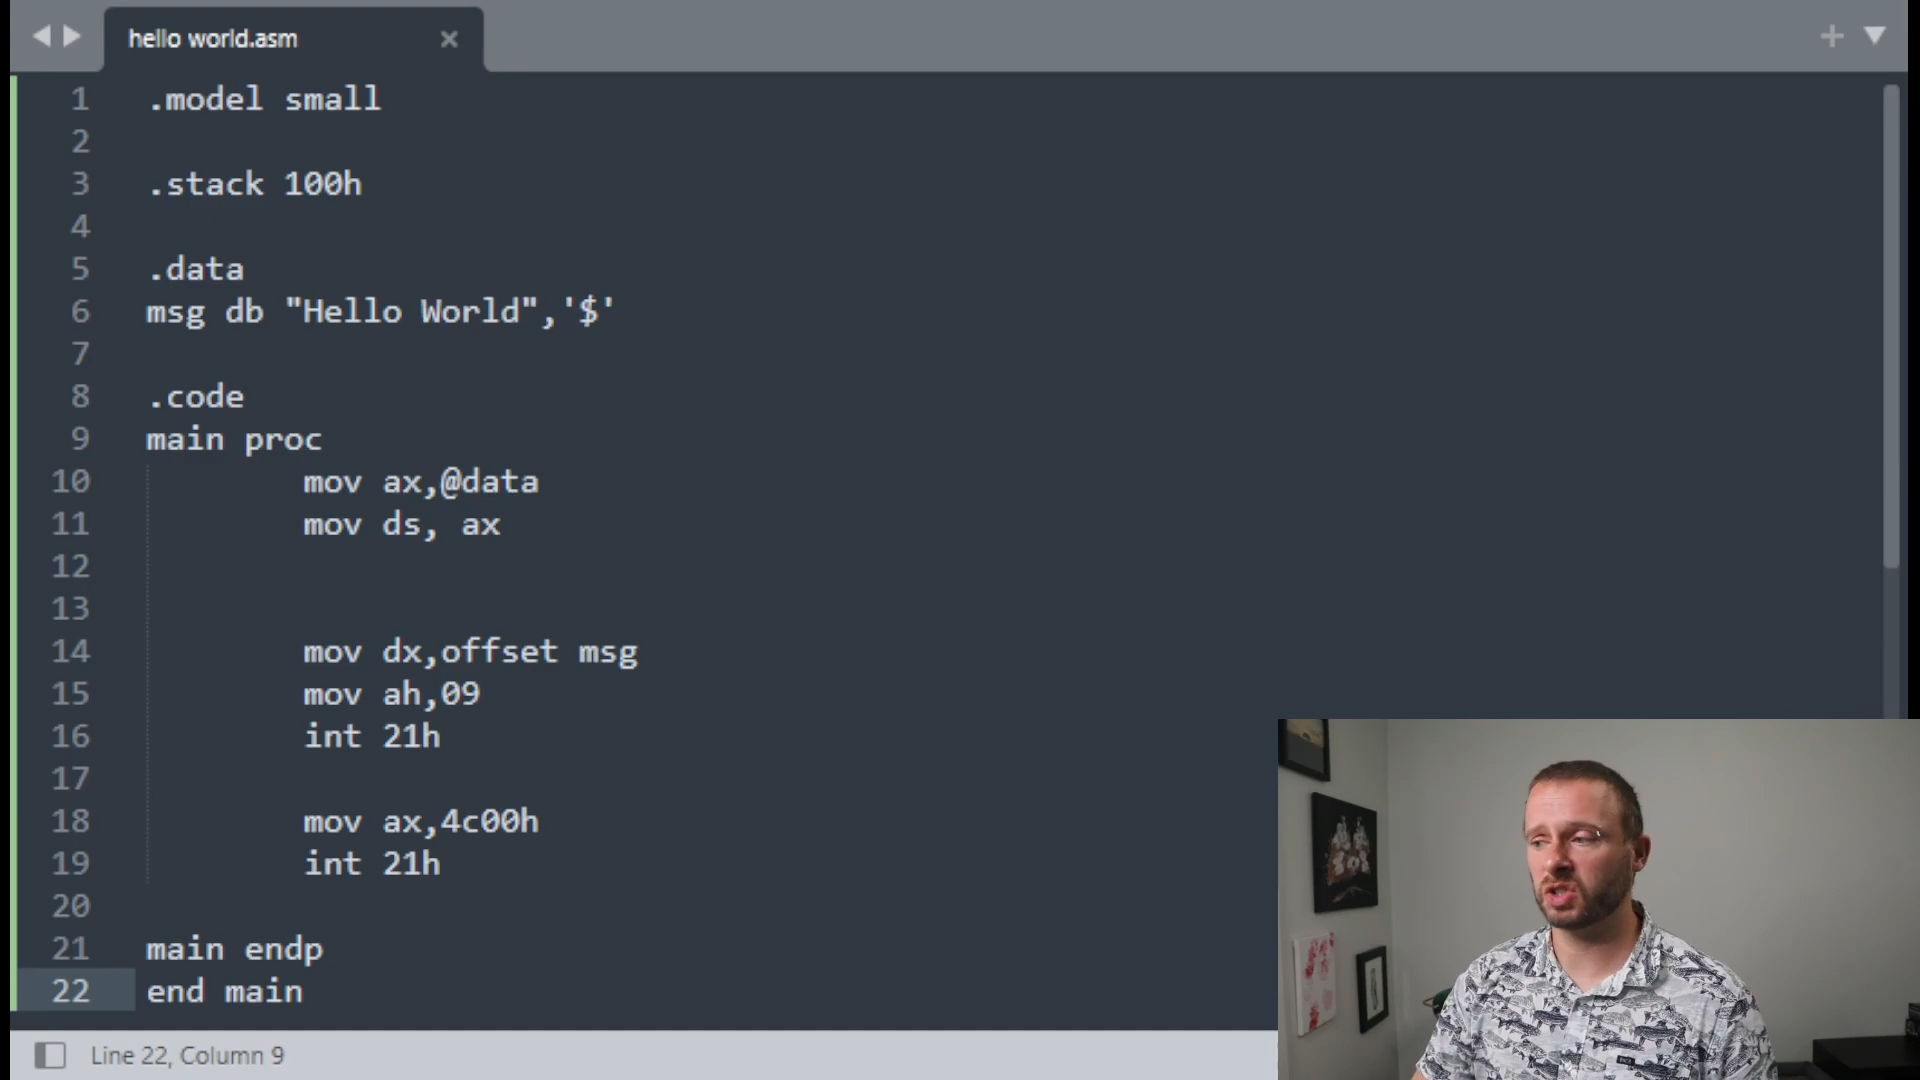 hello world.asm
1 .model small
2
3 .stack 100h
4
5 .data
6 msg db "Hello World",'$'
7
8 .code
9 main proc
10 mov ax,@data
11 mov ds, ax
12
13
14 mov dx,offset msg
15 mov ah,09
16 int 21h
17
18 mov ax,4c00h
19 int 21h
20
21 main endp
22 end main
Line 22, Column 9